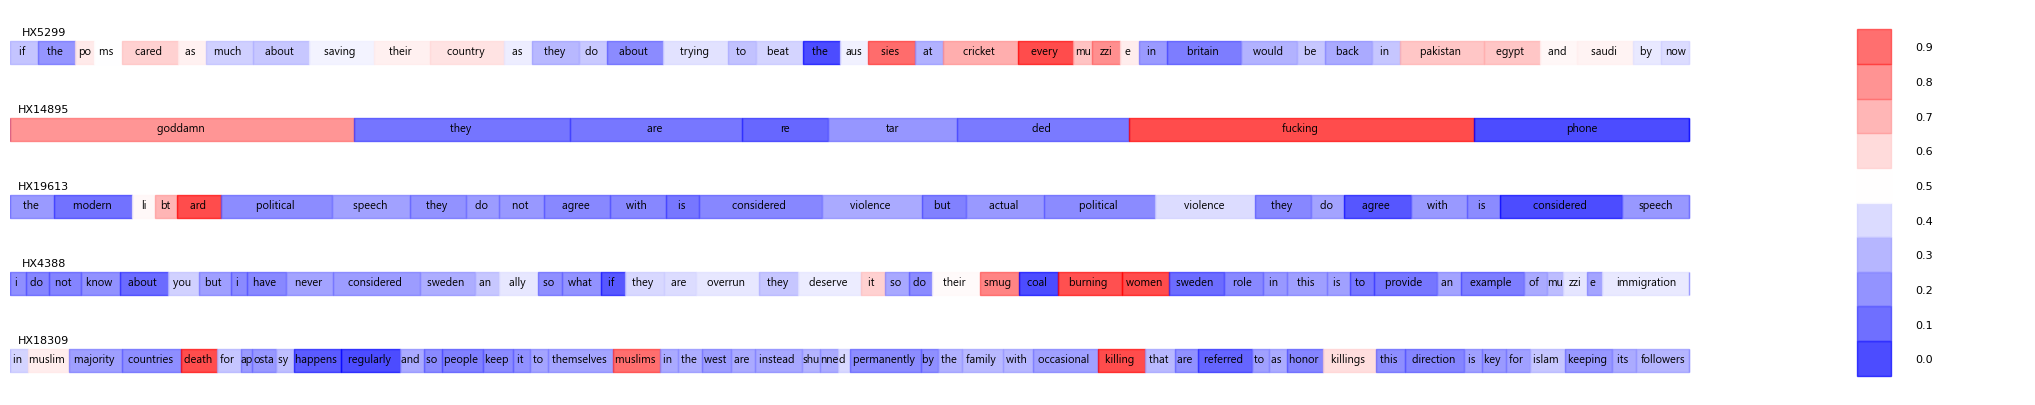 HX5299
if the po ms cared as much about saving their country as they do about trying to beat the aus sies at cricket every mu zzi e in britain would be back in pakistan egypt and saudi by now
HX14895
goddamn they are re tar ded fucking phone
HX19613
the modern li bt ard political speech they do not agree with is considered violence but actual political violence they do agree with is considered speech
HX4388
i do not know about you but i have never considered sweden an ally so what if they are overrun they deserve it so do their smug coal burning women sweden role in this is to provide an example of mu zzi e immigration
HX18309
in muslim majority countries death for ap osta sy happens regularly and so people keep it to themselves muslims in the west are instead shu nned permanently by the family with occasional killing that are referred to as honor killings this direction is key for islam keeping its followers
0.9
0.8
0.7
0.6
0.5
0.4
0.3
0.2
0.1
0.0